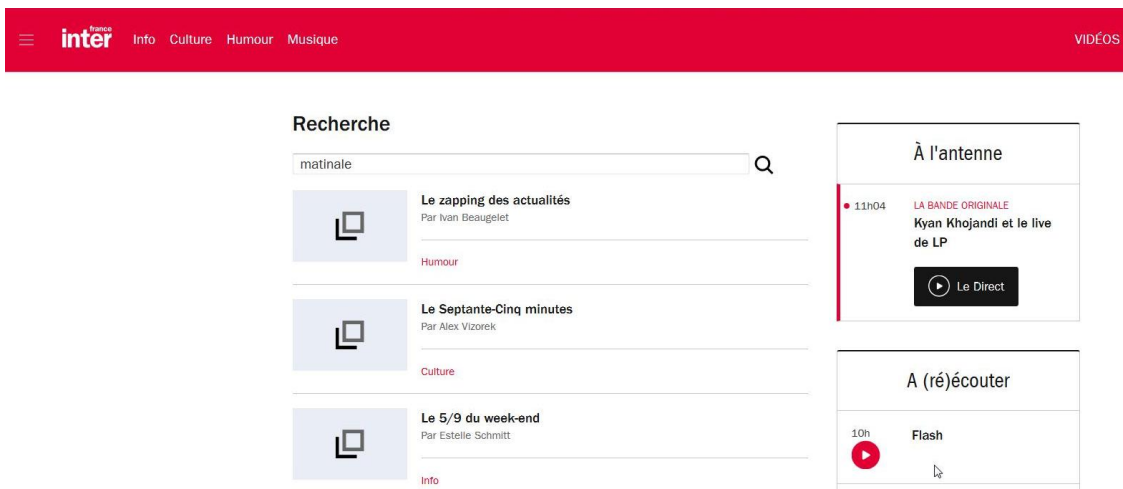 france
inter
Info Culture Humour Musique
VIDÉOS
Recherche
matinale
Le zapping des actualités
Par Ivan Beaugelet
Humour
Le Septante-Cinq minutes
Par Alex Vizorek
Culture
Le 5/9 du week-end
Par Estelle Schmitt
Info
À l'antenne
11h04
LA BANDE ORIGINALE
Kyan Khojandi et le live
de LP
Le Direct
A (ré)écouter
10h
Flash